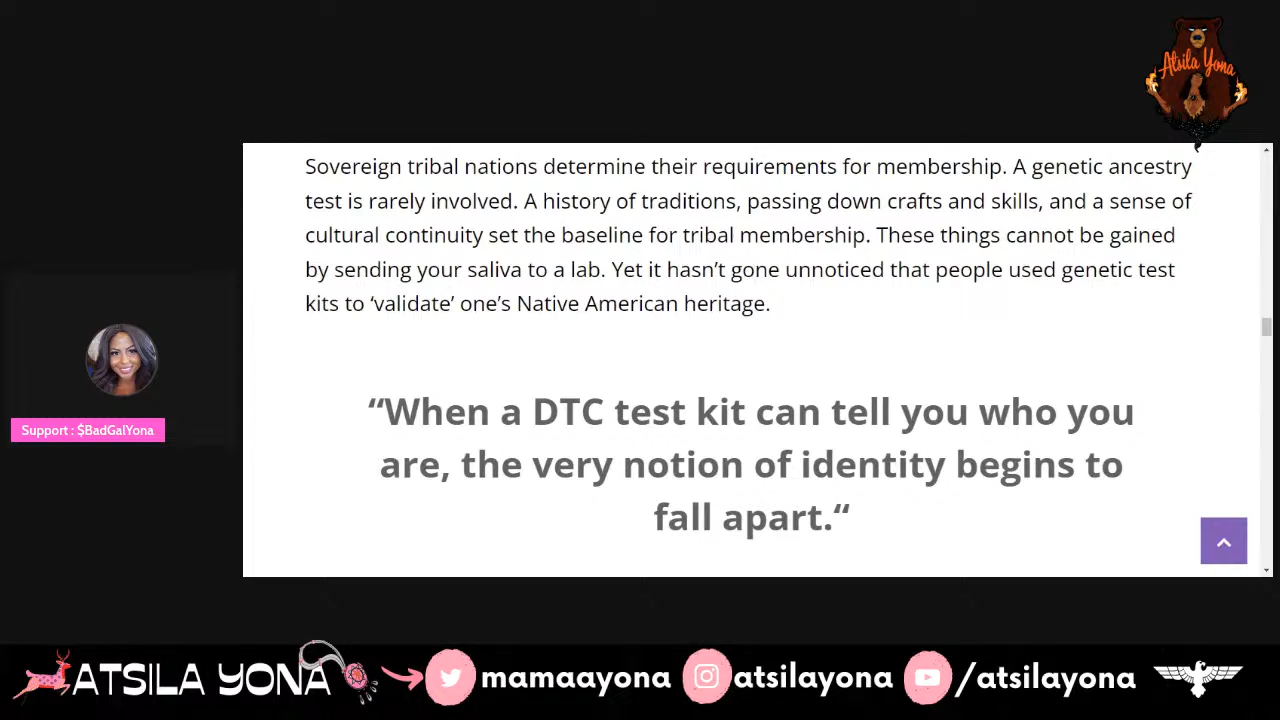 Atsila Yona
Sovereign tribal nations determine their requirements for membership. A genetic ancestry
test is rarely involved. A history of traditions, passing down crafts and skills, and a sense of
cultural continuity set the baseline for tribal membership. These things cannot be gained
by sending your saliva to a lab. Yet it hasn’t gone unnoticed that people used genetic test
kits to ‘validate’ one’s Native American heritage.
“When a DTC test kit can tell you who you
are, the very notion of identity begins to
fall apart.“
Support : $BadGalYona
ATSILA YONA mamaayona atsilayona /atsilayona